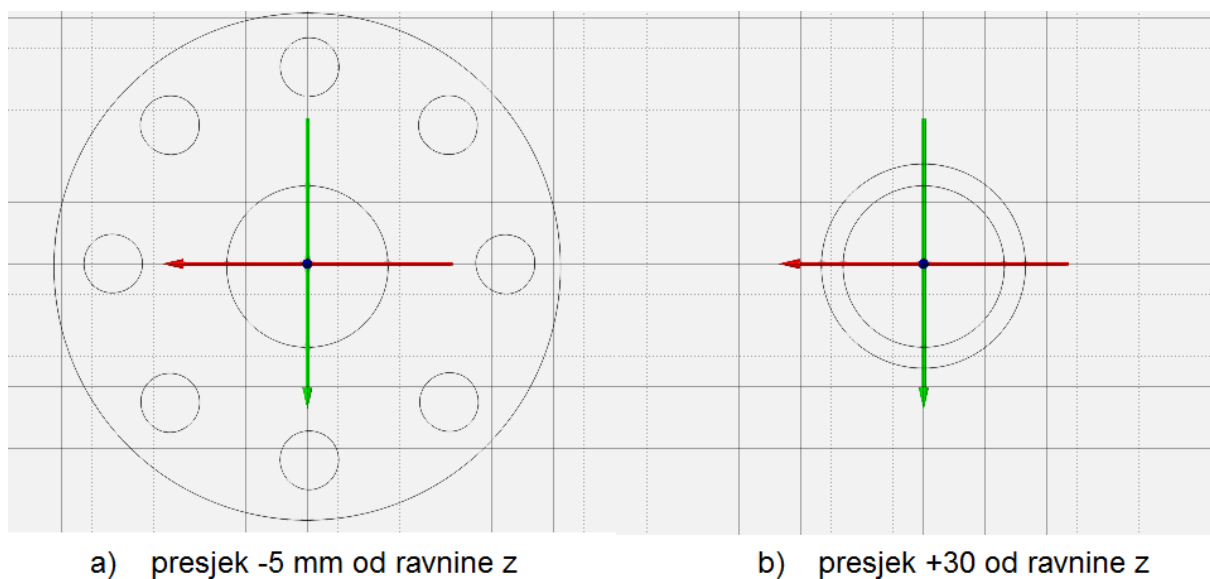 a) presjek -5 mm od ravnine z
b) presjek +30 od ravnine z